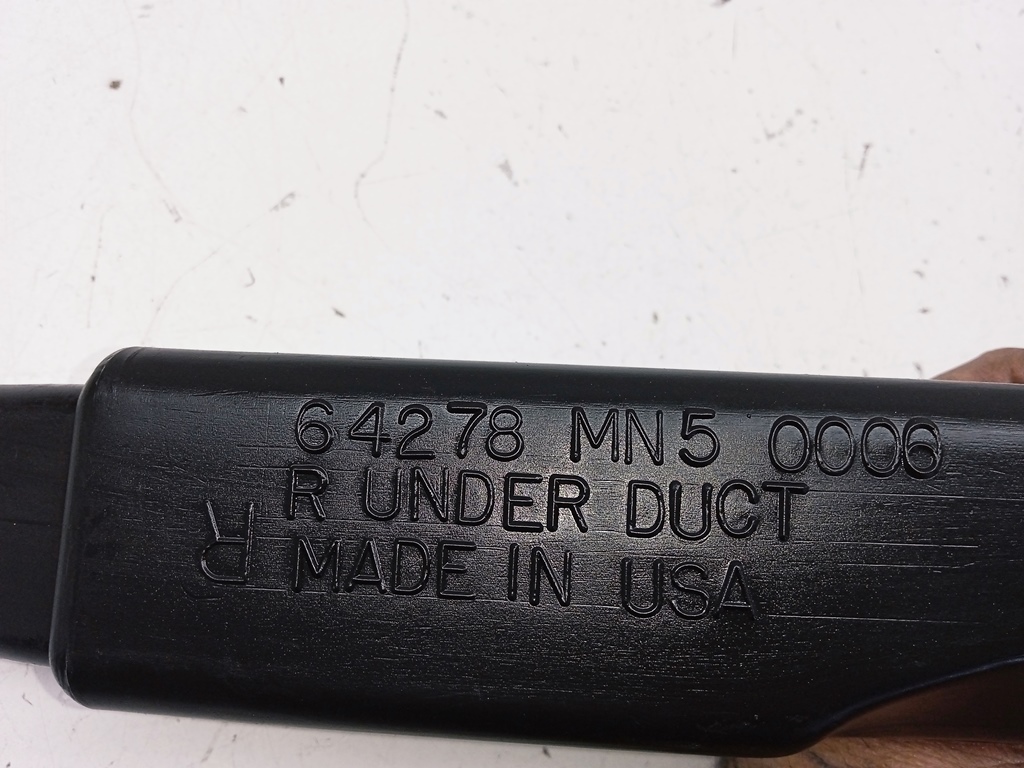 64278 MN5 0006
R UNDER DUCT
R MADE IN USA